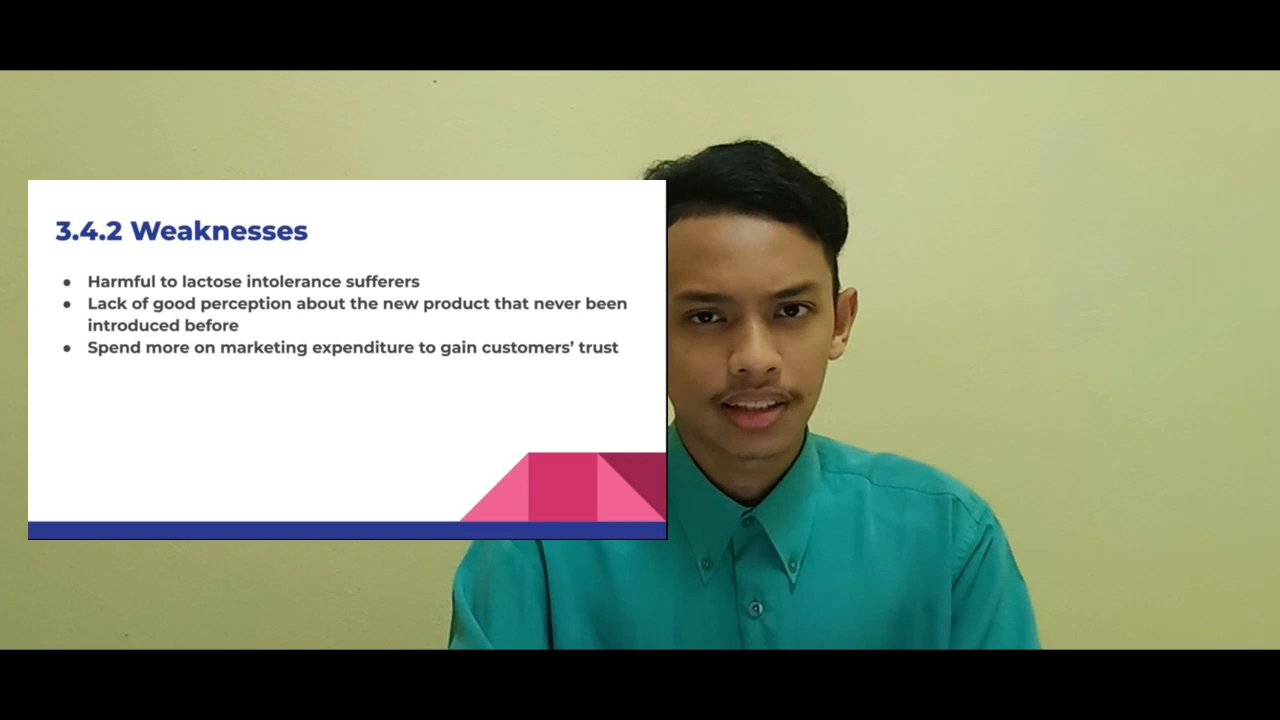 3.4.2 Weaknesses
● Harmful to lactose intolerance sufferers
● Lack of good perception about the new product that never been
introduced before
● Spend more on marketing expenditure to gain customers’ trust